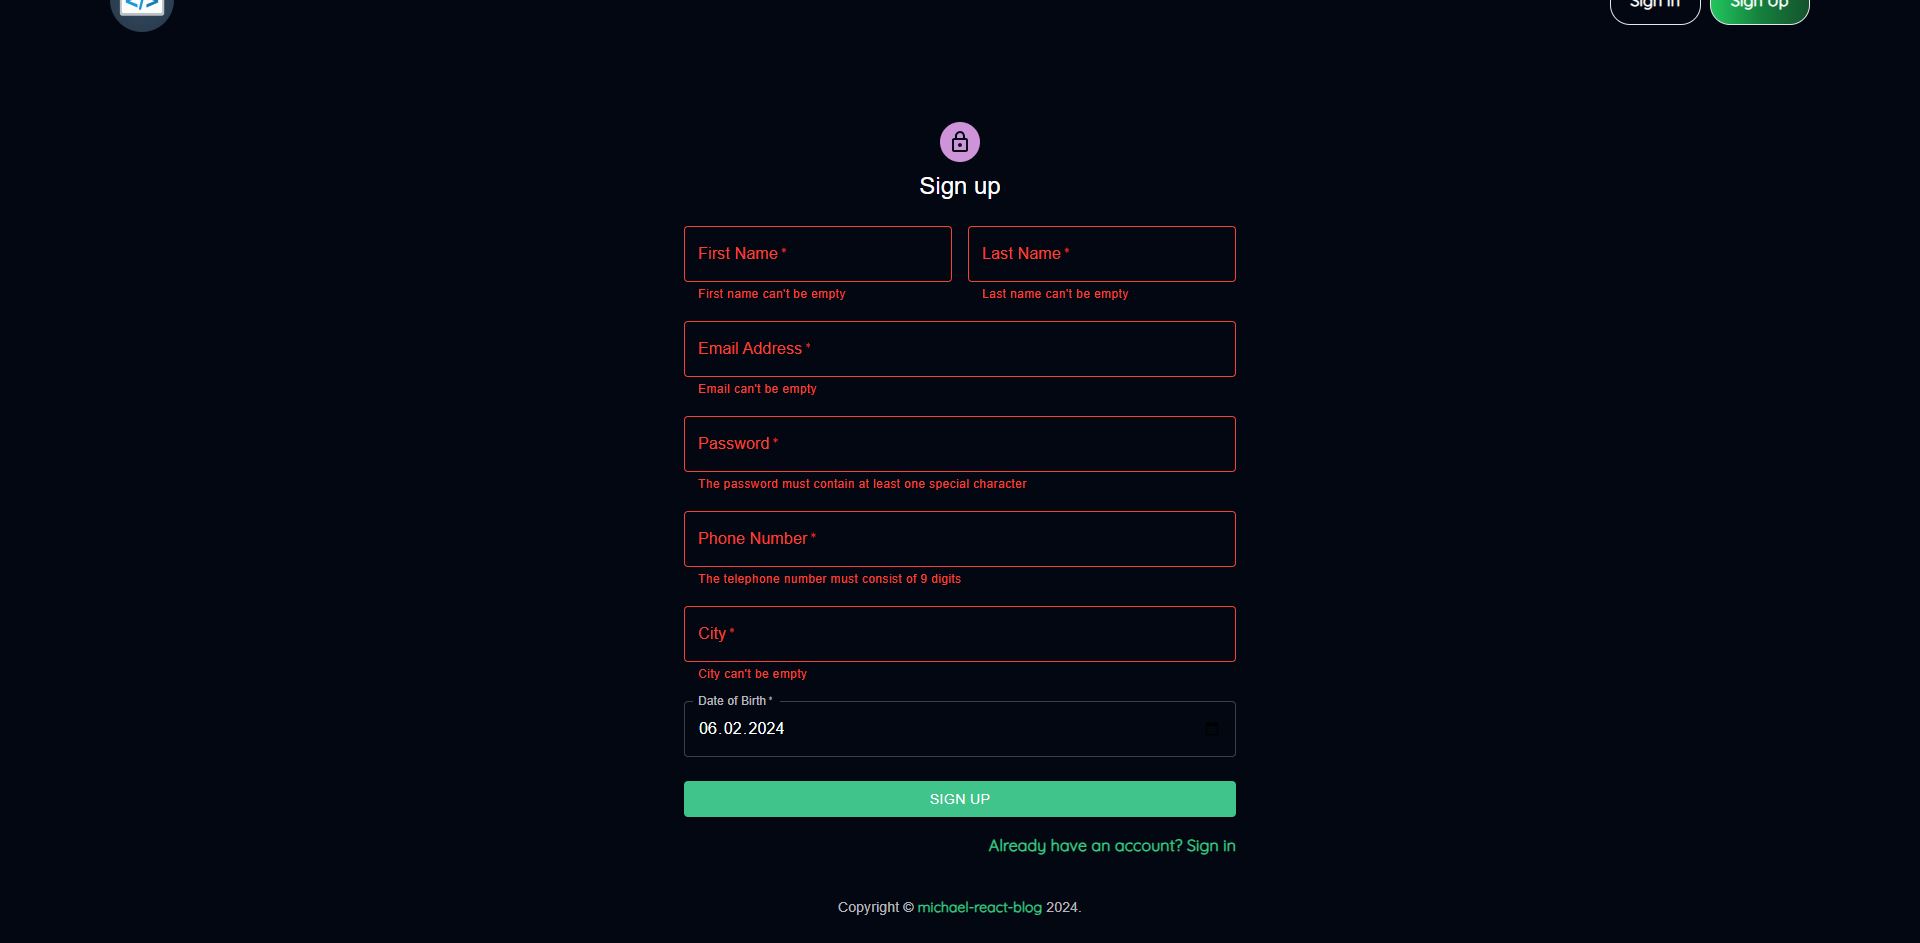 </> Sign In Sign Up
Sign up
First Name * Last Name *
First name can't be empty Last name can't be empty
Email Address *
Email can't be empty
Password *
The password must contain at least one special character
Phone Number *
The telephone number must consist of 9 digits
City *
City can't be empty
Date of Birth *
06.02.2024
SIGN UP
Already have an account? Sign in
Copyright © michael-react-blog 2024.